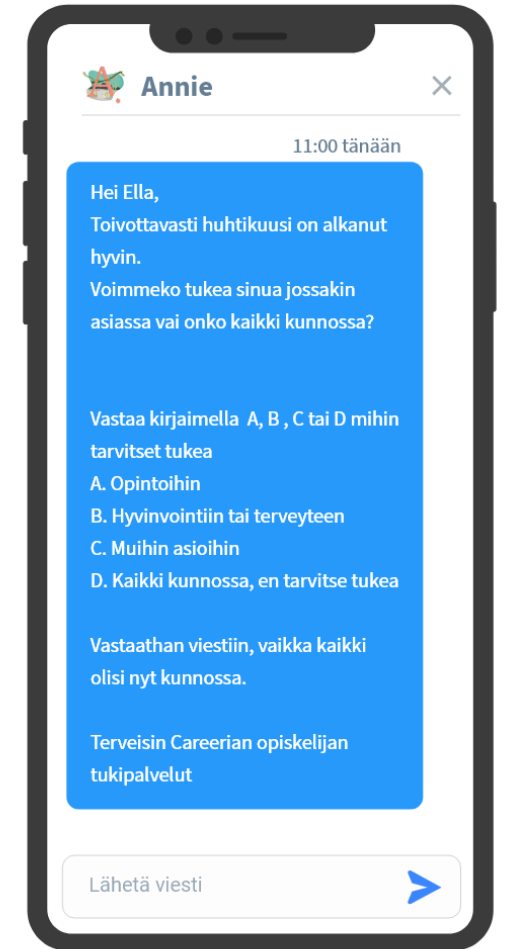 Annie
11:00 tänään
Hei Ella,
Toivottavasti huhtikuusi on alkanut
hyvin.
Voimmeko tukea sinua jossakin
asiassa vai onko kaikki kunnossa?
Vastaa kirjaimella  A, B , C tai D mihin
tarvitset tukea
A. Opintoihin
B. Hyvinvointiin tai terveyteen
C. Muihin asioihin
D. Kaikki kunnossa, en tarvitse tukea
Vastaathan viestiin, vaikka kaikki
olisi nyt kunnossa.
Terveisin Careerian opiskelijan
tukipalvelut
Lähetä viesti